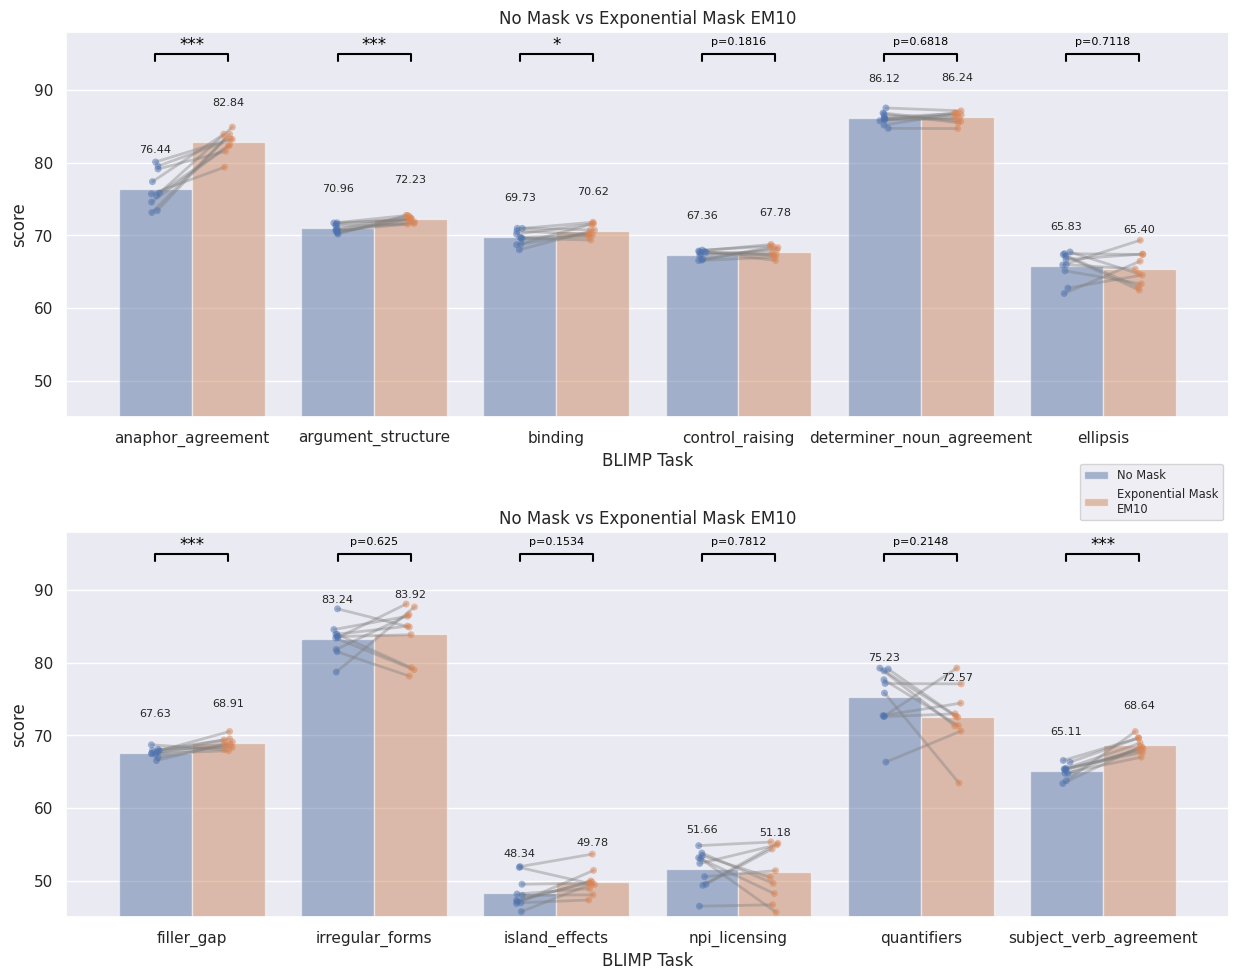 No Mask vs Exponential Mask EM10
*** *** * p=0.1816 p=0.6818 p=0.7118
76.44 82.84 70.96 72.23 69.73 70.62 67.36 67.78 86.12 86.24 65.83 65.40
90
80
70
60
50
score
anaphor_agreement argument_structure binding control_raising determiner_noun_agreement ellipsis
BLIMP Task
No Mask
Exponential Mask
EM10
No Mask vs Exponential Mask EM10
*** p=0.625 p=0.1534 p=0.7812 p=0.2148 ***
67.63 68.91 83.24 83.92 48.34 49.78 51.66 51.18 75.23 72.57 65.11 68.64
90
80
70
60
50
score
filler_gap irregular_forms island_effects npi_licensing quantifiers subject_verb_agreement
BLIMP Task